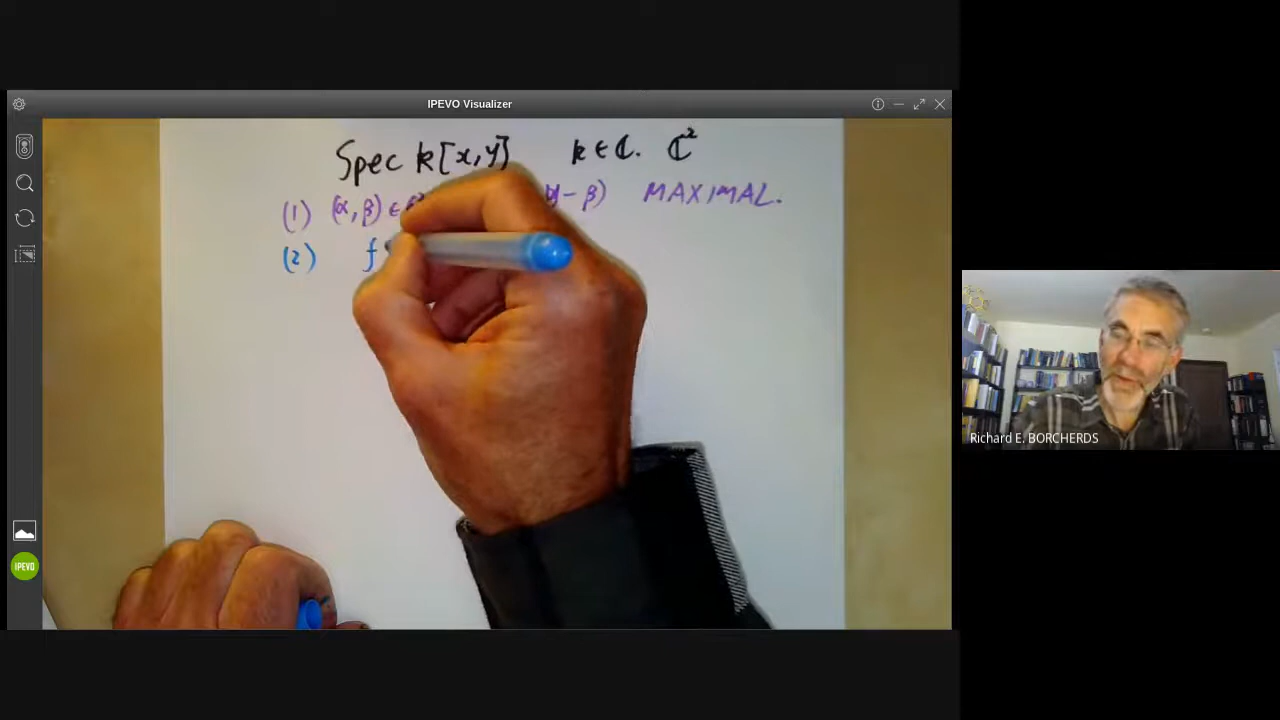 IPEVO Visualizer
Spec k[x,y] k ∈ ℂ. ℂ²
(1) (α, β) ∈ y - β) MAXIMAL.
(2) f
IPEVO
Richard E. BORCHERDS